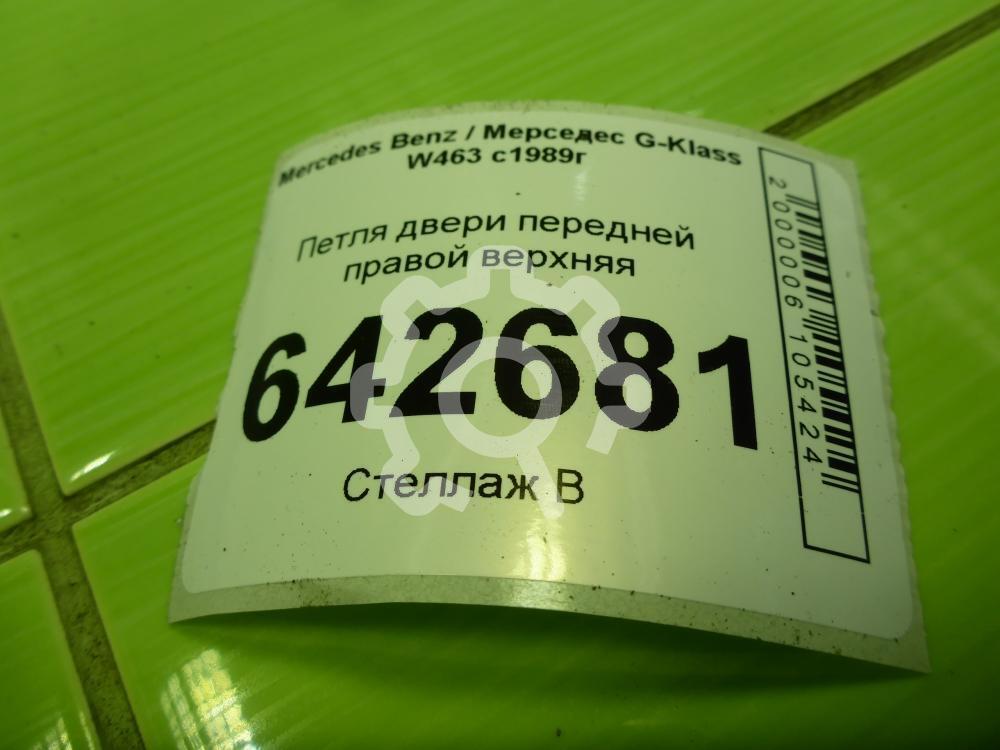 Mercedes Benz / Мерседес G-Klass
W463 с1989г
Петля двери передней
правой верхняя
642681
Стеллаж В
2000006105424